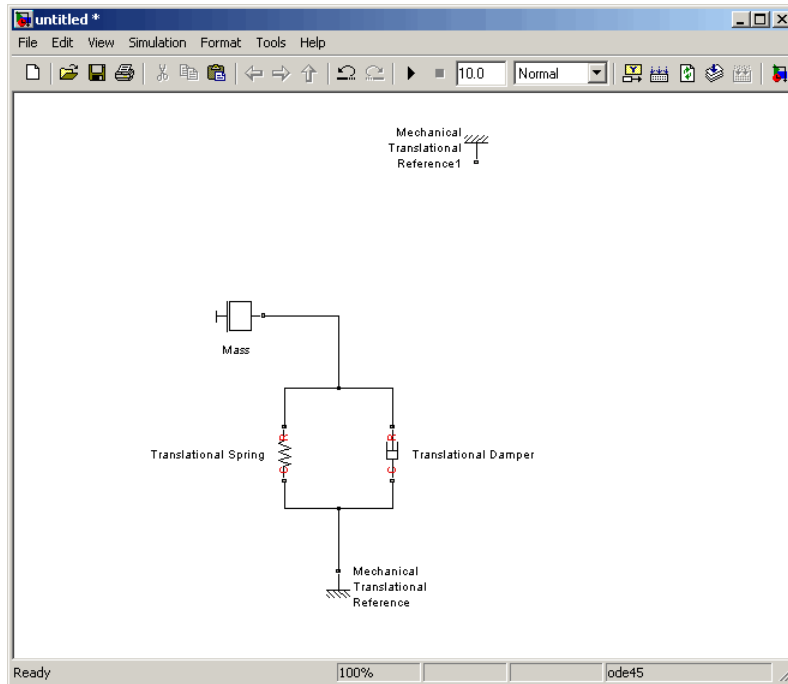 untitled *
File Edit View Simulation Format Tools Help
10.0 Normal
Mechanical
Translational
Reference1
Mass
R R
Translational Spring Translational Damper
C C
Mechanical
Translational
Reference
Ready 100% ode45